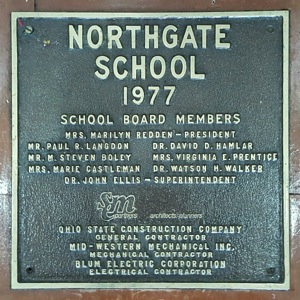 NORTHGATE
SCHOOL
1977
SCHOOL BOARD MEMBERS
MRS. MARILYN REDDEN - PRESIDENT
MR. PAUL R. LANGDON DR. DAVID D. HAMLAR
MR. M. STEVEN BOLEY MRS. VIRGINIA E. PRENTICE
MRS. MARIE CASTLEMAN DR. WATSON H. WALKER
DR. JOHN ELLIS - SUPERINTENDENT
partners architects/planners
OHIO STATE CONSTRUCTION COMPANY
GENERAL CONTRACTOR
MID-WESTERN MECHANICAL INC.
MECHANICAL CONTRACTOR
BLUM ELECTRIC CORPORATION
ELECTRICAL CONTRACTOR